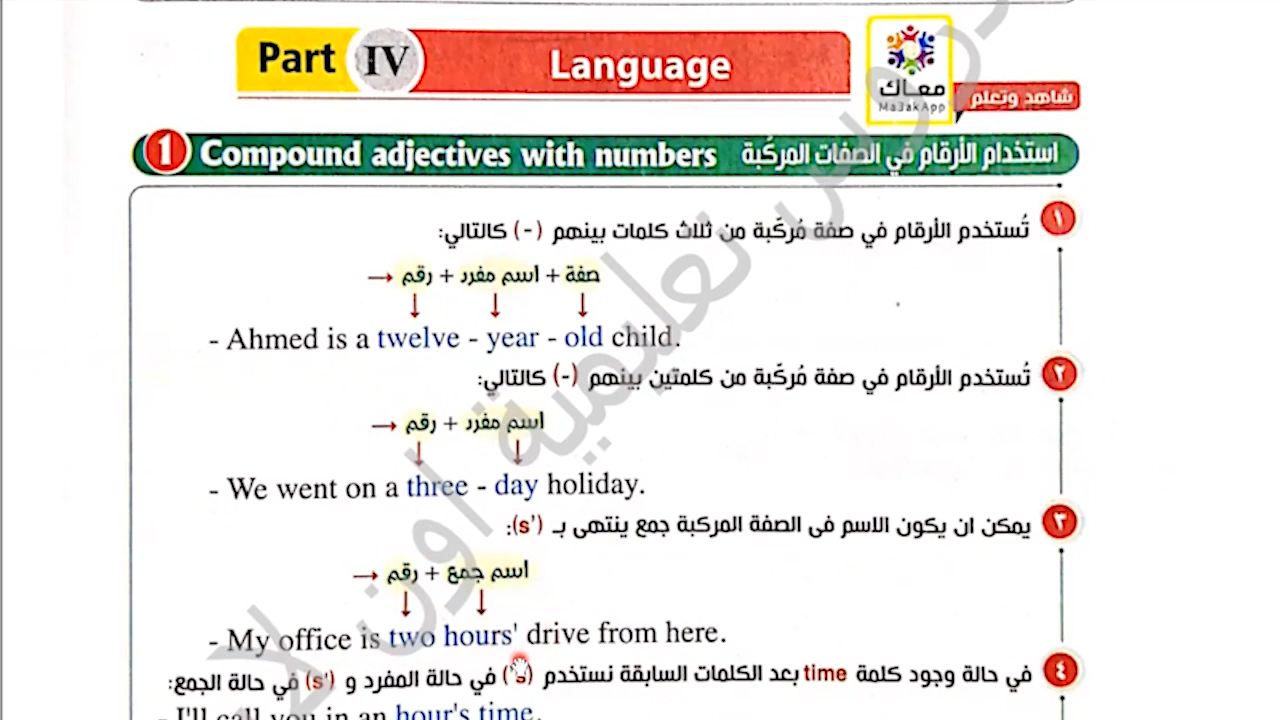 Part IV Language
معاك
Ma3akApp
شاهد وتعلم
1 Compound adjectives with numbers استخدام الأرقام في الصفات المركبة
١ تُستخدم الأرقام في صفة مُركَّبة من ثلاث كلمات بينهم (-) كالتالي:
→ رقم + اسم مفرد + صفة
- Ahmed is a twelve - year - old child.
٢ تُستخدم الأرقام في صفة مُركَّبة من كلمتين بينهم (-) كالتالي:
→ رقم + اسم مفرد
- We went on a three - day holiday.
٣ يمكن ان يكون الاسم فى الصفة المركبة جمع ينتهى بـ (s'):
→ رقم + اسم جمع
- My office is two hours' drive from here.
٤ في حالة وجود كلمة time بعد الكلمات السابقة نستخدم ('s) في حالة المفرد و (s') في حالة الجمع:
- I'll call you in an hour's time.
دروس تعليمية اون لاين